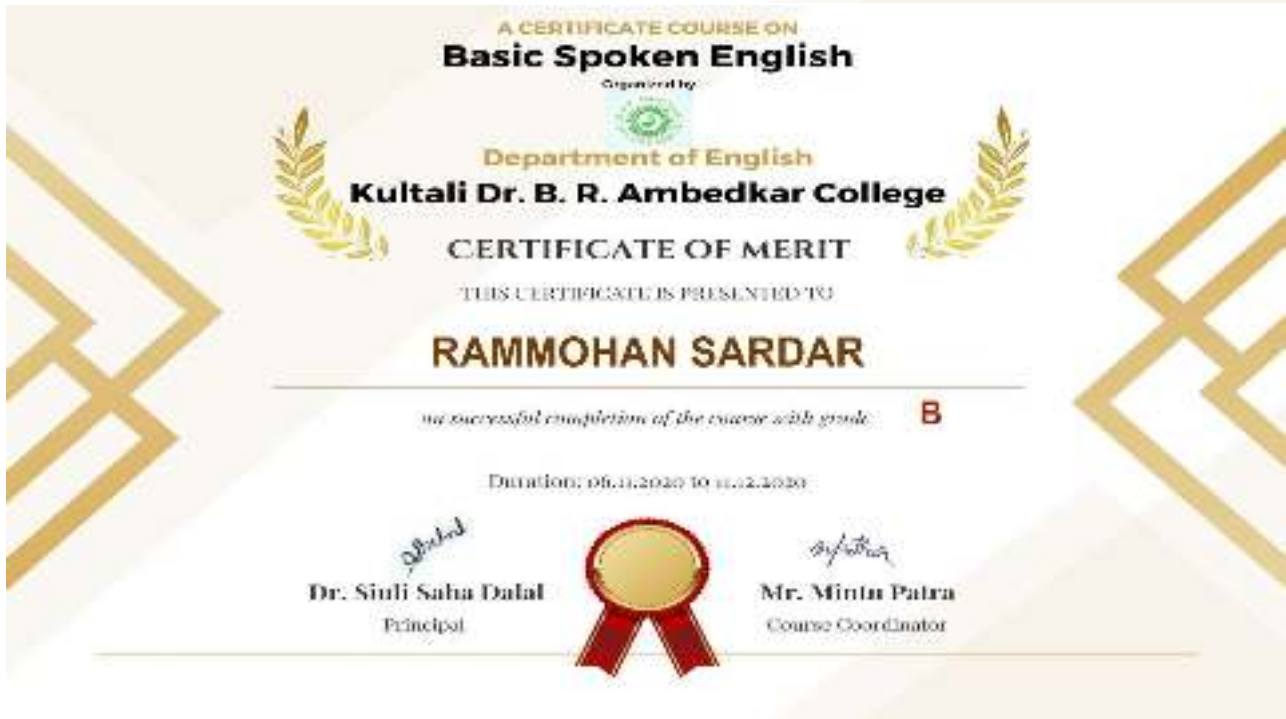 A CERTIFICATE COURSE ON
Basic Spoken English
Organized by
Department of English
Kultali Dr. B. R. Ambedkar College
CERTIFICATE OF MERIT
THIS CERTIFICATE IS PRESENTED TO
RAMMOHAN SARDAR
on successful completion of the course with grade B
Duration: 06.11.2020 to 11.12.2020
Dr. Siuli Saha Dalal Mr. Mintu Patra
Principal Course Coordinator